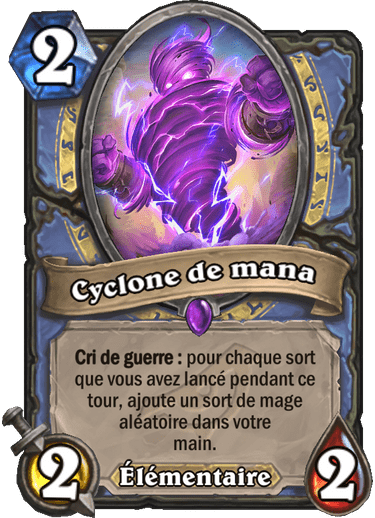 2
Cyclone de mana
Cri de guerre : pour chaque sort
que vous avez lancé pendant ce
tour, ajoute un sort de mage
aléatoire dans votre
main.
2
Élémentaire
2